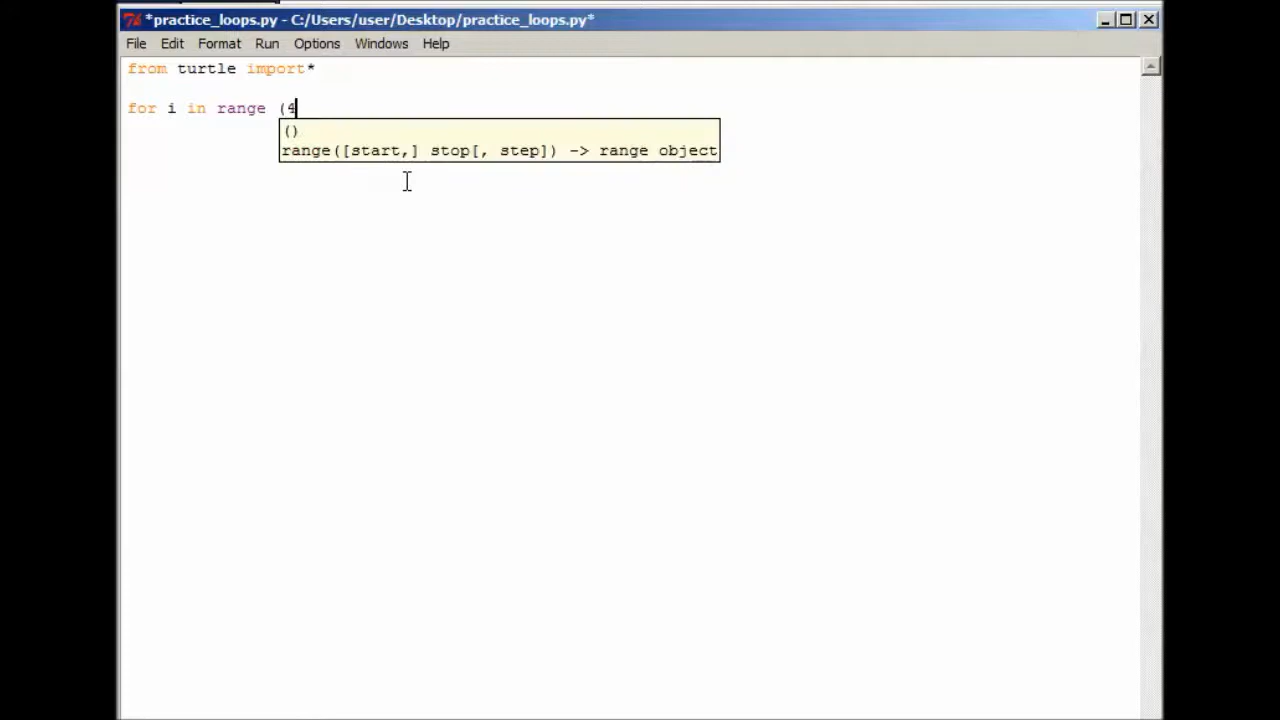 *practice_loops.py - C:/Users/user/Desktop/practice_loops.py*
File Edit Format Run Options Windows Help
from turtle import*
for i in range (4
()
range([start,] stop[, step]) -> range object